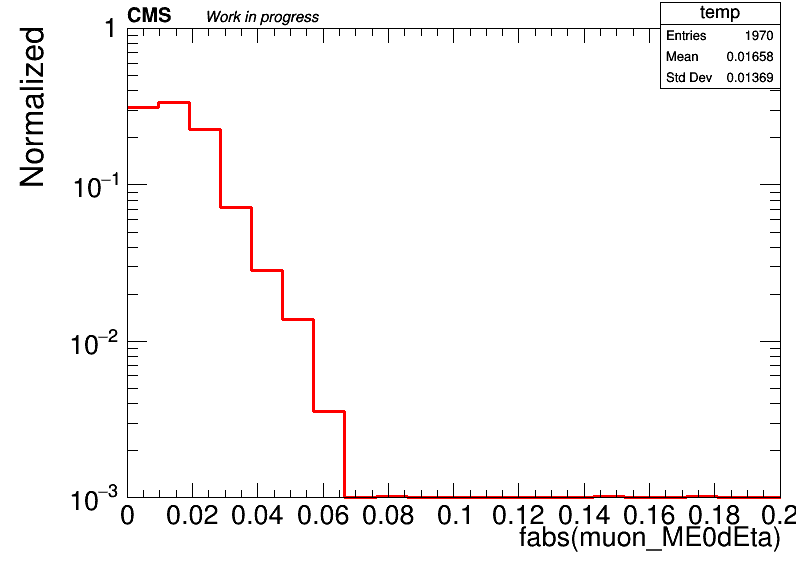 CMS Work in progress
temp
Entries 1970
Mean 0.01658
Std Dev 0.01369
Normalized
1
10−1
10−2
10−3
0 0.02 0.04 0.06 0.08 0.1 0.12 0.14 0.16 0.18 0.2
fabs(muon_ME0dEta)